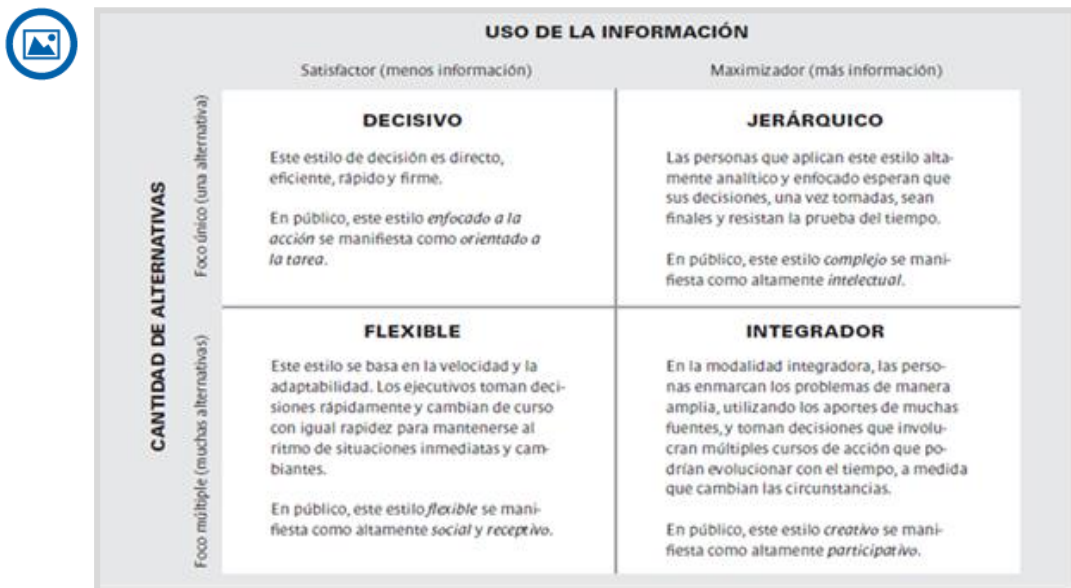 USO DE LA INFORMACIÓN
Satisfactor (menos información)
Maximizador (más información)
CANTIDAD DE ALTERNATIVAS
Foco único (una alternativa)
DECISIVO
Este estilo de decisión es directo,
eficiente, rápido y firme.
En público, este estilo enfocado a la
acción se manifiesta como orientado a
la tarea.
JERÁRQUICO
Las personas que aplican este estilo alta-
mente analítico y enfocado esperan que
sus decisiones, una vez tomadas, sean
finales y resistan la prueba del tiempo.
En público, este estilo complejo se mani-
fiesta como altamente intelectual.
Foco múltiple (muchas alternativas)
FLEXIBLE
Este estilo se basa en la velocidad y la
adaptabilidad. Los ejecutivos toman deci-
siones rápidamente y cambian de curso
con igual rapidez para mantenerse al
ritmo de situaciones inmediatas y cam-
biantes.
En público, este estilo flexible se mani-
fiesta como altamente social y receptivo.
INTEGRADOR
En la modalidad integradora, las perso-
nas enmarcan los problemas de manera
amplia, utilizando los aportes de muchas
fuentes, y toman decisiones que involu-
cran múltiples cursos de acción que po-
drían evolucionar con el tiempo, a medida
que cambian las circunstancias.
En público, este estilo creativo se mani-
fiesta como altamente participativo.